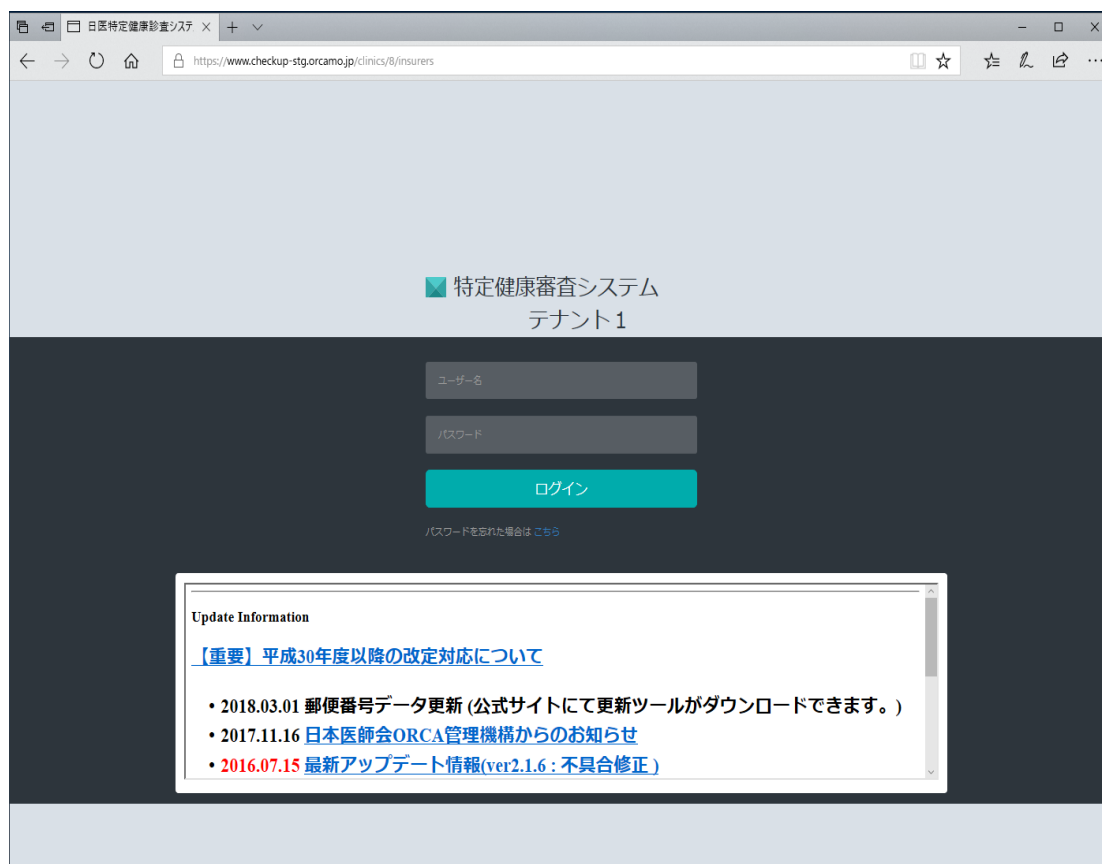 日医特定健康診査システ
https://www.checkup-stg.orcamo.jp/clinics/8/insurers
特定健康審査システム
テナント1
ユーザー名
パスワード
ログイン
パスワードを忘れた場合は こちら
Update Information
【重要】平成30年度以降の改定対応について
• 2018.03.01 郵便番号データ更新 (公式サイトにて更新ツールがダウンロードできます。)
• 2017.11.16 日本医師会ORCA管理機構からのお知らせ
• 2016.07.15 最新アップデート情報(ver2.1.6 : 不具合修正 )